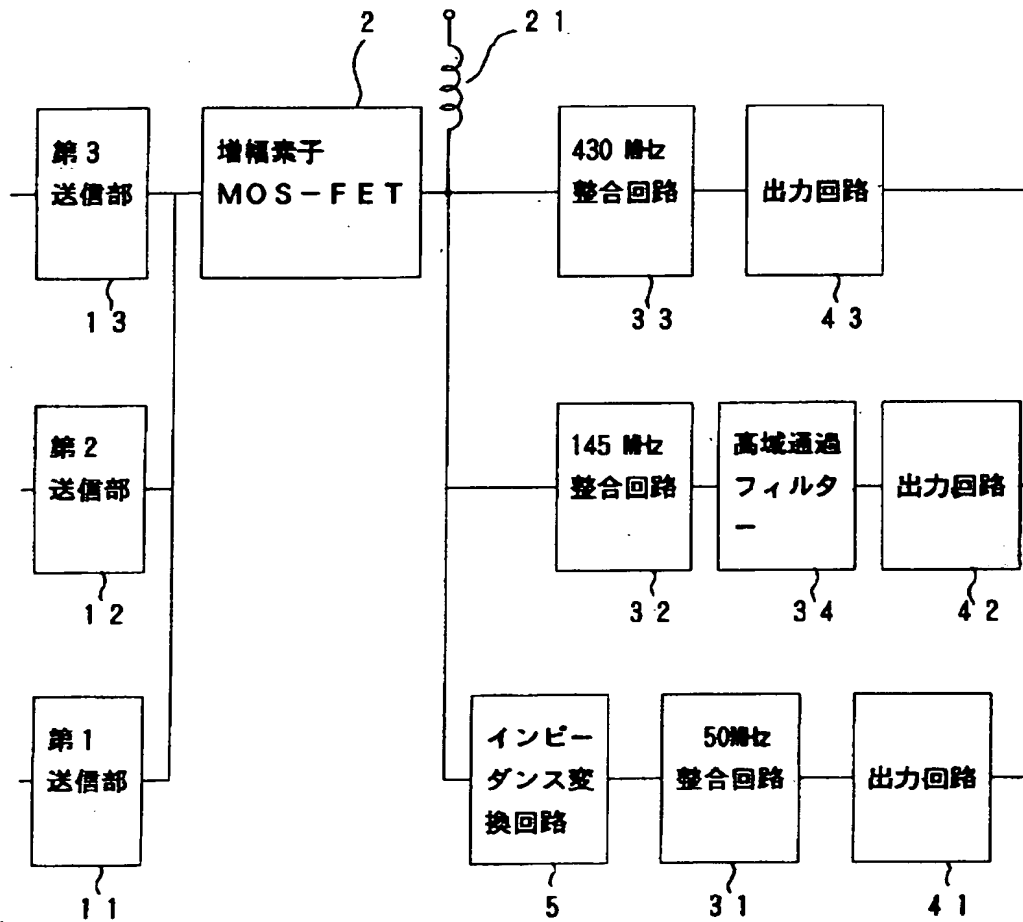 2
2 1
第3
送信部
増幅素子
MOS-FET
430 MHz
整合回路
出力回路
1 3
3 3
4 3
第2
送信部
145 MHz
整合回路
高域通過
フィルタ
ー
出力回路
1 2
3 2
3 4
4 2
第1
送信部
インピー
ダンス変
換回路
50MHz
整合回路
出力回路
1 1
5
3 1
4 1